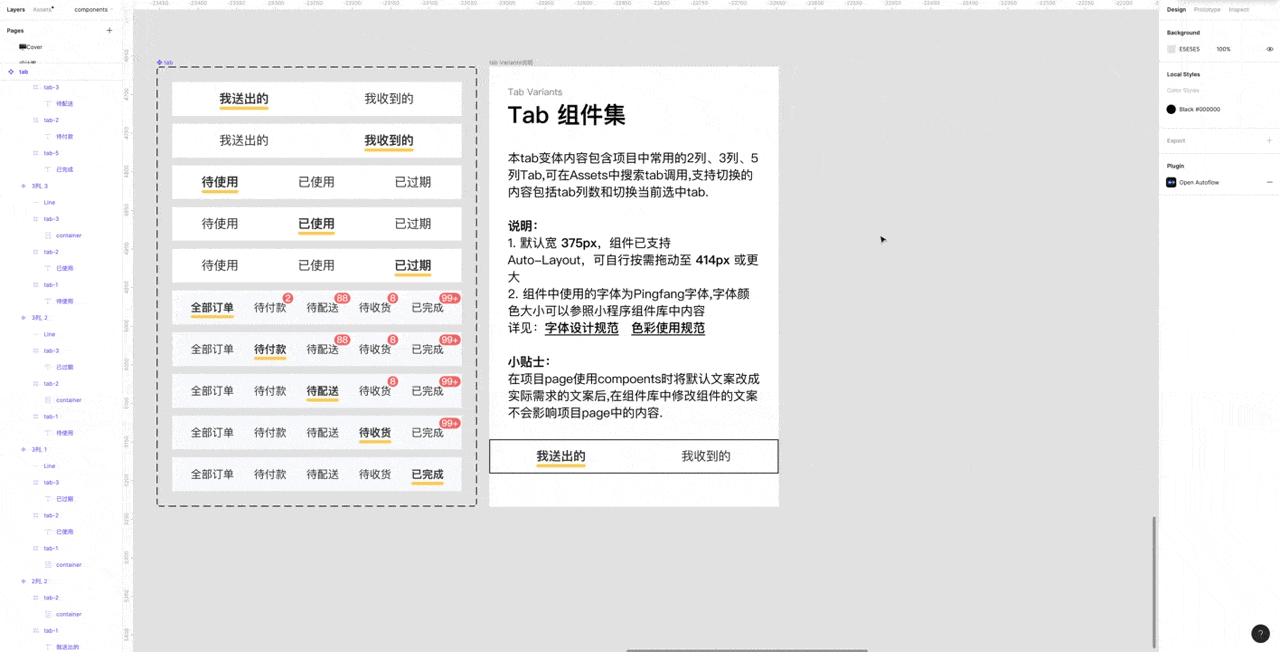 Layers Assets components
Pages
Cover
tab
tab-3
待配送
tab-2
待付款
tab-5
已完成
3列, 3
Line
tab-3
container
tab-2
已使用
tab-1
待使用
3列, 2
Line
tab-3
已过期
tab-2
container
tab-1
待使用
3列, 1
Line
tab-3
已过期
tab-2
已使用
tab-1
container
2列, 2
tab-2
container
tab-1
我送出的
tab
我送出的 我收到的
我送出的 我收到的
待使用 已使用 已过期
待使用 已使用 已过期
待使用 已使用 已过期
全部订单 待付款 2 待配送 88 待收货 8 已完成 99+
全部订单 待付款 待配送 88 待收货 8 已完成 99+
全部订单 待付款 待配送 待收货 8 已完成 99+
全部订单 待付款 待配送 待收货 已完成 99+
全部订单 待付款 待配送 待收货 已完成
tab Variants说明
Tab Variants
Tab 组件集
本tab变体内容包含项目中常用的2列、3列、5
列Tab,可在Assets中搜索tab调用,支持切换的
内容包括tab列数和切换当前选中tab.
说明：
1. 默认宽 375px，组件已支持
Auto-Layout，可自行按需拖动至 414px 或更
大
2. 组件中使用的字体为Pingfang字体,字体颜
色大小可以参照小程序组件库中内容
详见：字体设计规范 色彩使用规范
小贴士：
在项目page使用compoents时将默认文案改成
实际需求的文案后,在组件库中修改组件的文案
不会影响项目page中的内容.
我送出的 我收到的
Design Prototype Inspect
Background
E5E5E5 100%
Local Styles
Color Styles
Black #000000
Export
Plugin
Open Autoflow
?